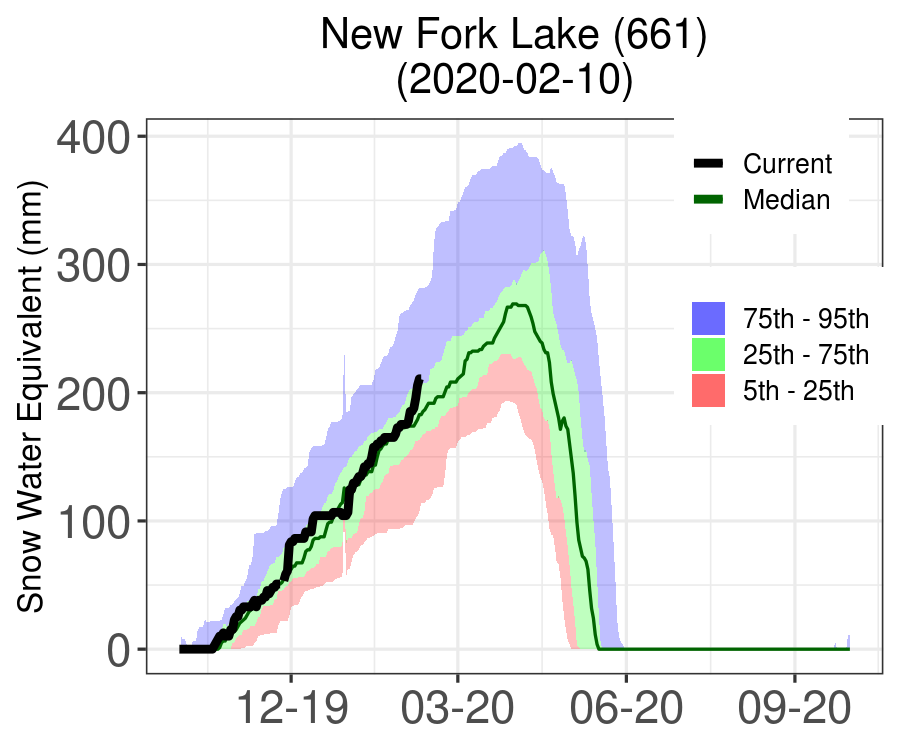 New Fork Lake (661)
(2020-02-10)
Snow Water Equivalent (mm)
400
300
200
100
0
12-19
03-20
06-20
09-20
Current
Median
75th - 95th
25th - 75th
5th - 25th